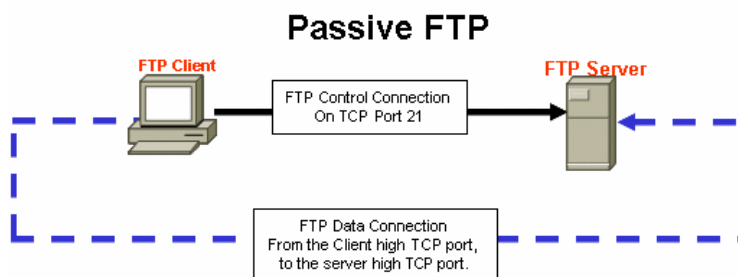 Passive FTP
FTP Client
FTP Server
FTP Control Connection
On TCP Port 21
FTP Data Connection
From the Client high TCP port,
to the server high TCP port.